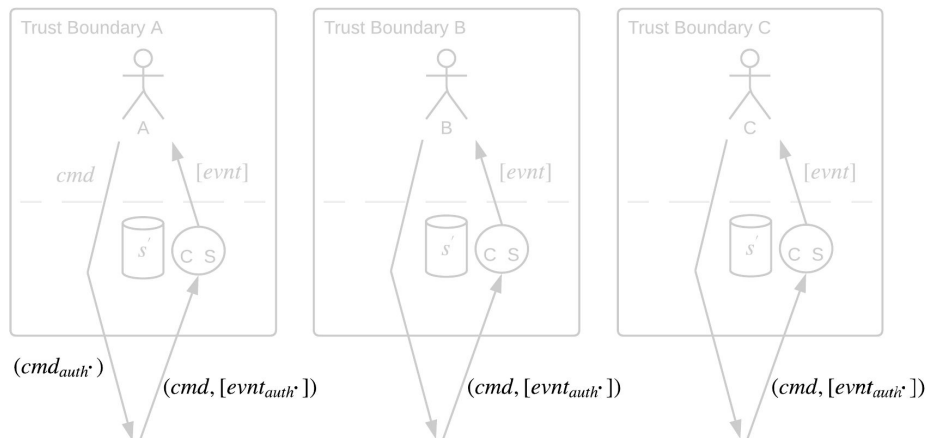 Trust Boundary A
Trust Boundary B
Trust Boundary C
A
B
C
cmd
[evnt]
[evnt]
[evnt]
s'
C S
s'
C S
s'
C S
(cmd_auth·)
(cmd, [evnt_auth·])
(cmd, [evnt_auth·])
(cmd, [evnt_auth·])